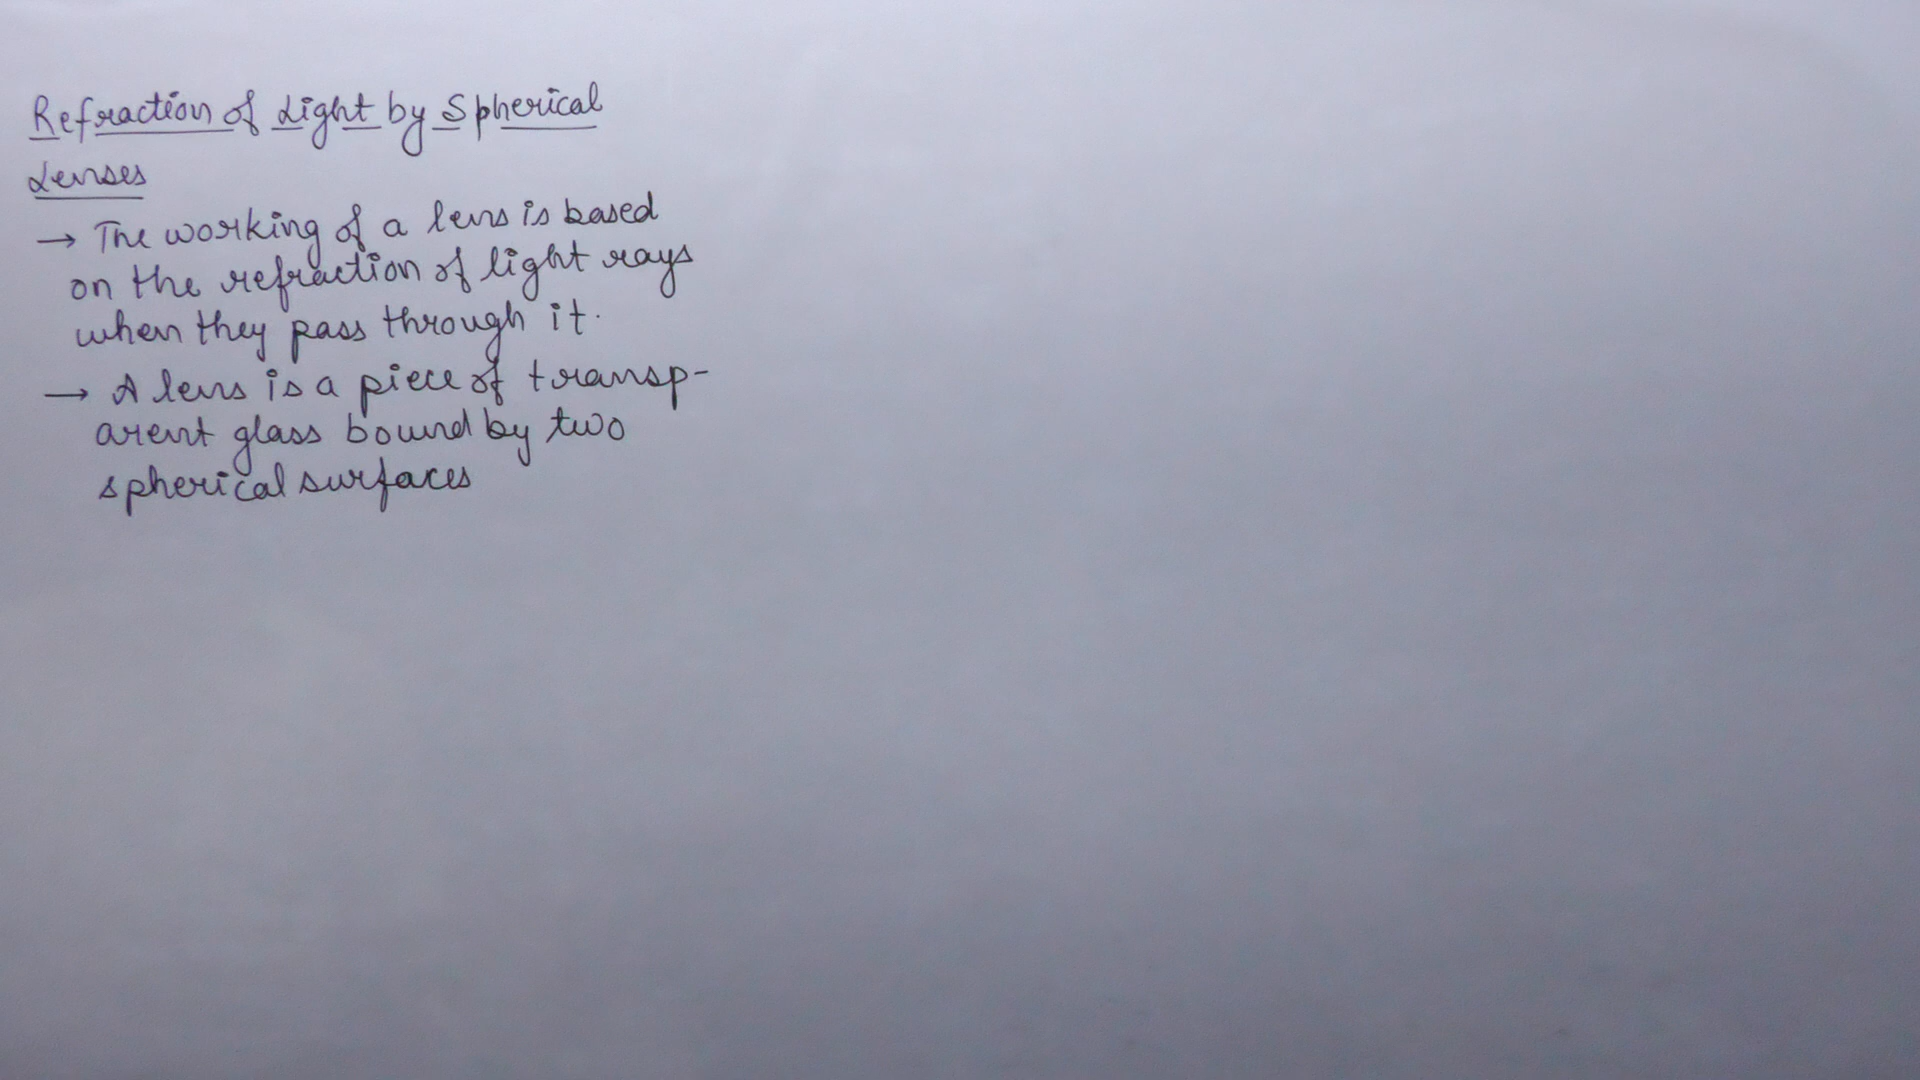 Refraction of Light by Spherical
Lenses
→ The working of a lens is based
on the refraction of light rays
when they pass through it.
→ A lens is a piece of transp-
arent glass bound by two
spherical surfaces